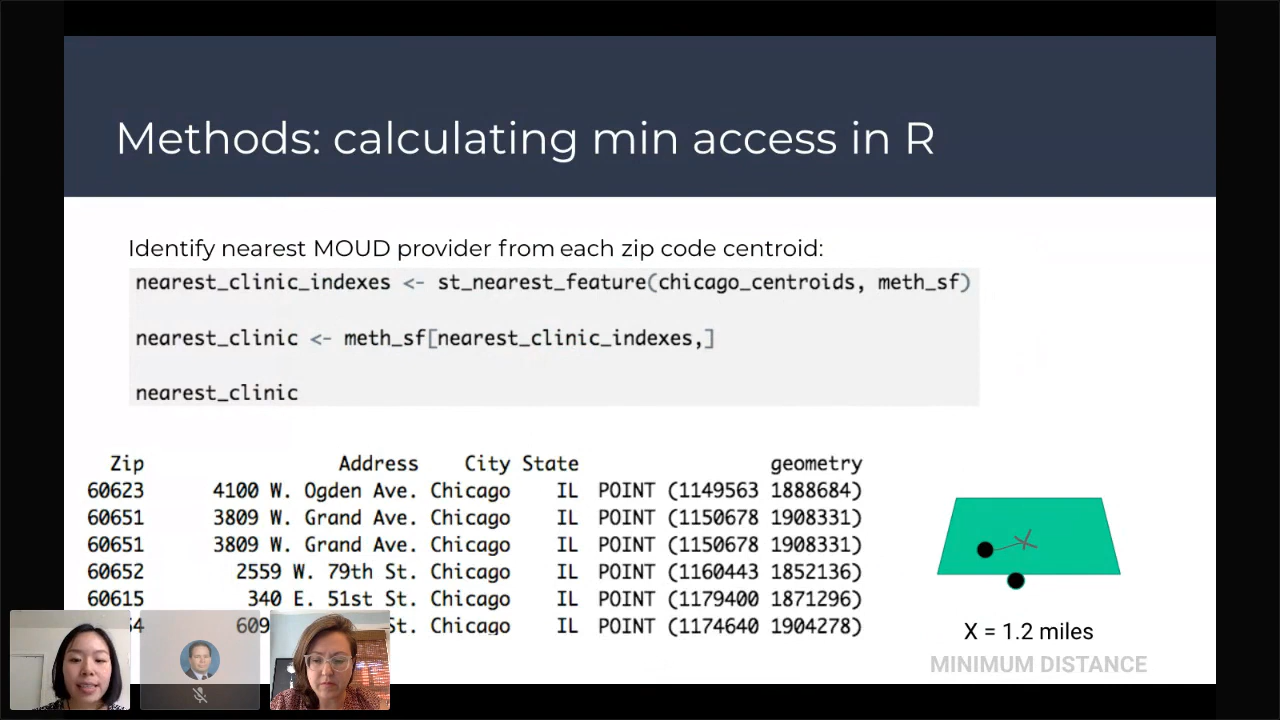 Methods: calculating min access in R
Identify nearest MOUD provider from each zip code centroid:
nearest_clinic_indexes <- st_nearest_feature(chicago_centroids, meth_sf)
nearest_clinic <- meth_sf[nearest_clinic_indexes,]
nearest_clinic
Zip Address City State geometry
60623 4100 W. Ogden Ave. Chicago IL POINT (1149563 1888684)
60651 3809 W. Grand Ave. Chicago IL POINT (1150678 1908331)
60651 3809 W. Grand Ave. Chicago IL POINT (1150678 1908331)
60652 2559 W. 79th St. Chicago IL POINT (1160443 1852136)
60615 340 E. 51st St. Chicago IL POINT (1179400 1871296)
St. Chicago IL POINT (1174640 1904278)
X = 1.2 miles
MINIMUM DISTANCE